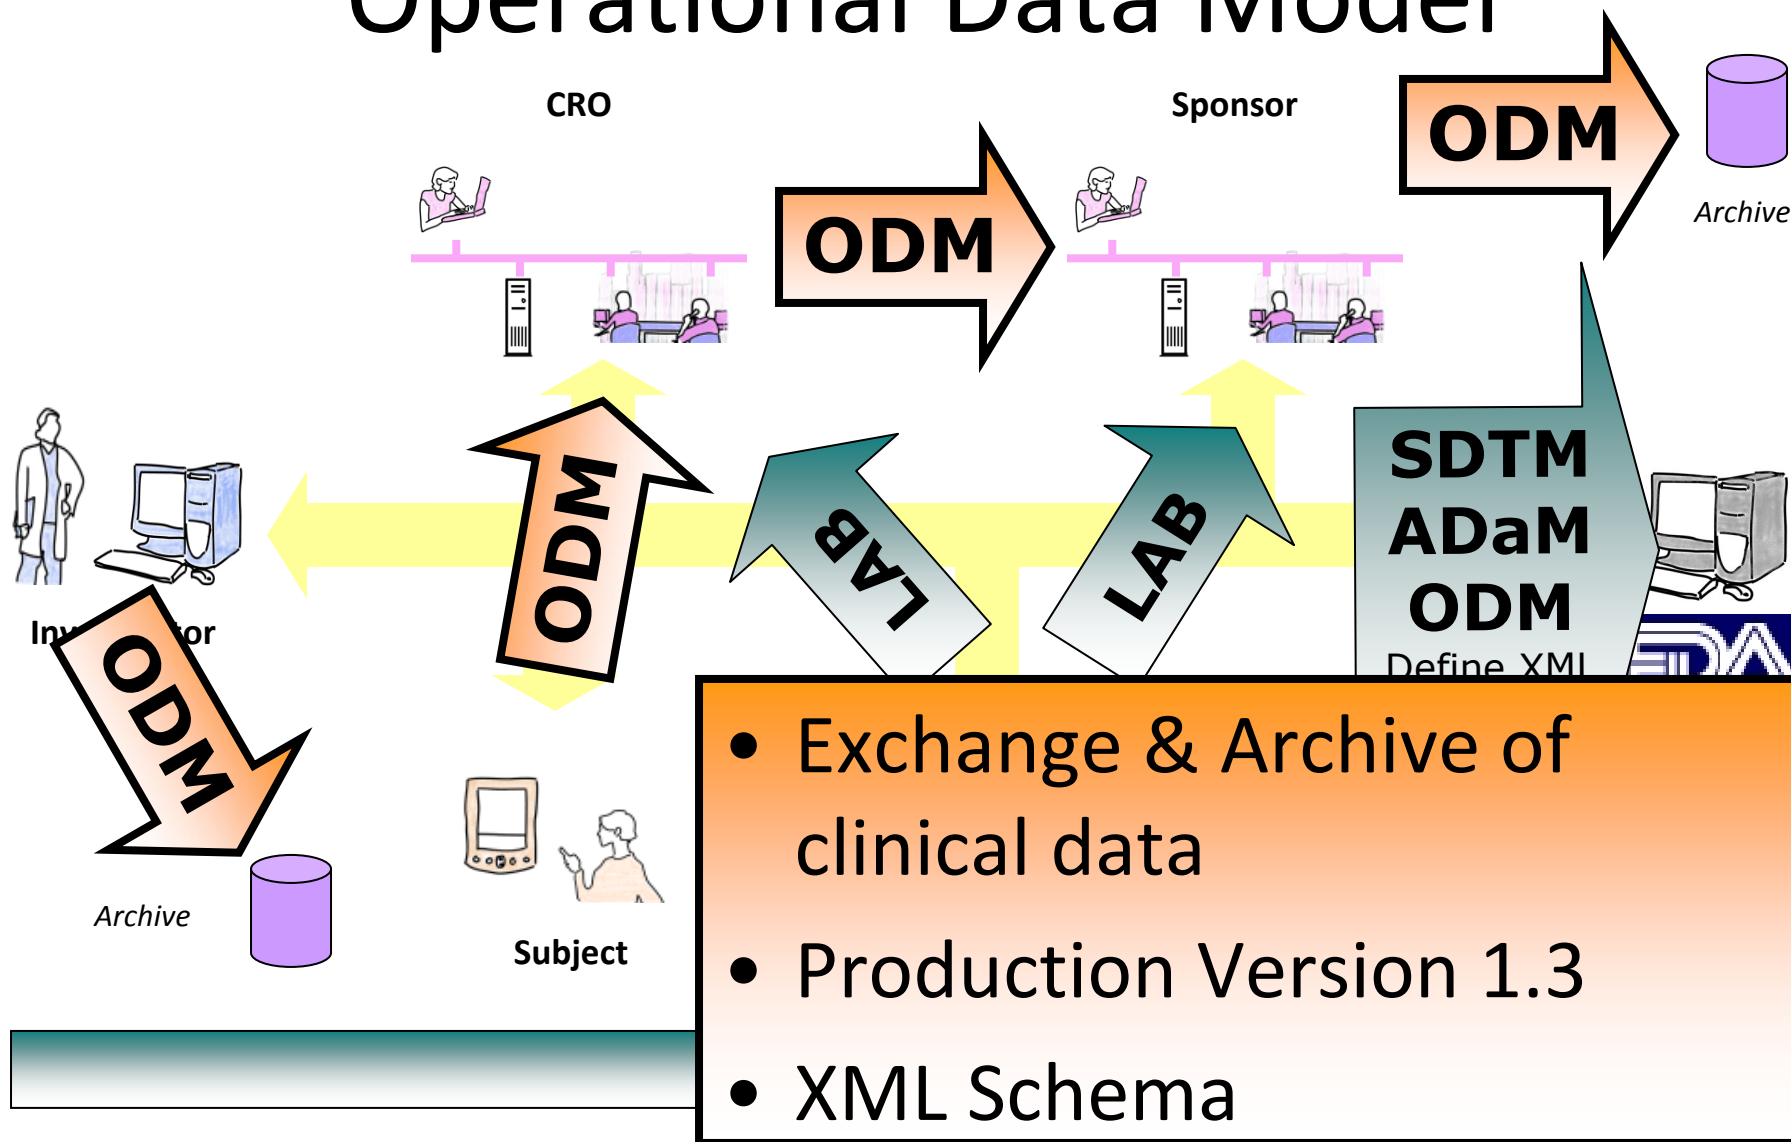 Operational Data Model
CRO
Sponsor
ODM
ODM
Archive
ODM
LAB
LAB
SDTM
ADaM
ODM
Define XML
ODM
Archive
Subject
• Exchange & Archive of
clinical data
• Production Version 1.3
• XML Schema